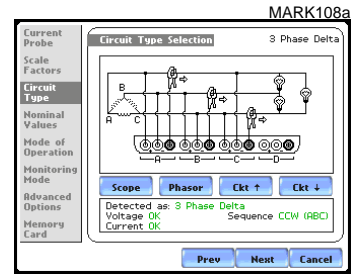 MARK108a
Current Probe
Scale Factors
Circuit Type
Nominal Values
Mode of Operation
Monitoring Mode
Advanced Options
Memory Card
Circuit Type Selection
3 Phase Delta
B
A
C
A
B
C
D
Scope
Phasor
Ckt ↑
Ckt ↓
Detected as: 3 Phase Delta
Voltage OK
Sequence CCW (ABC)
Current OK
Prev
Next
Cancel